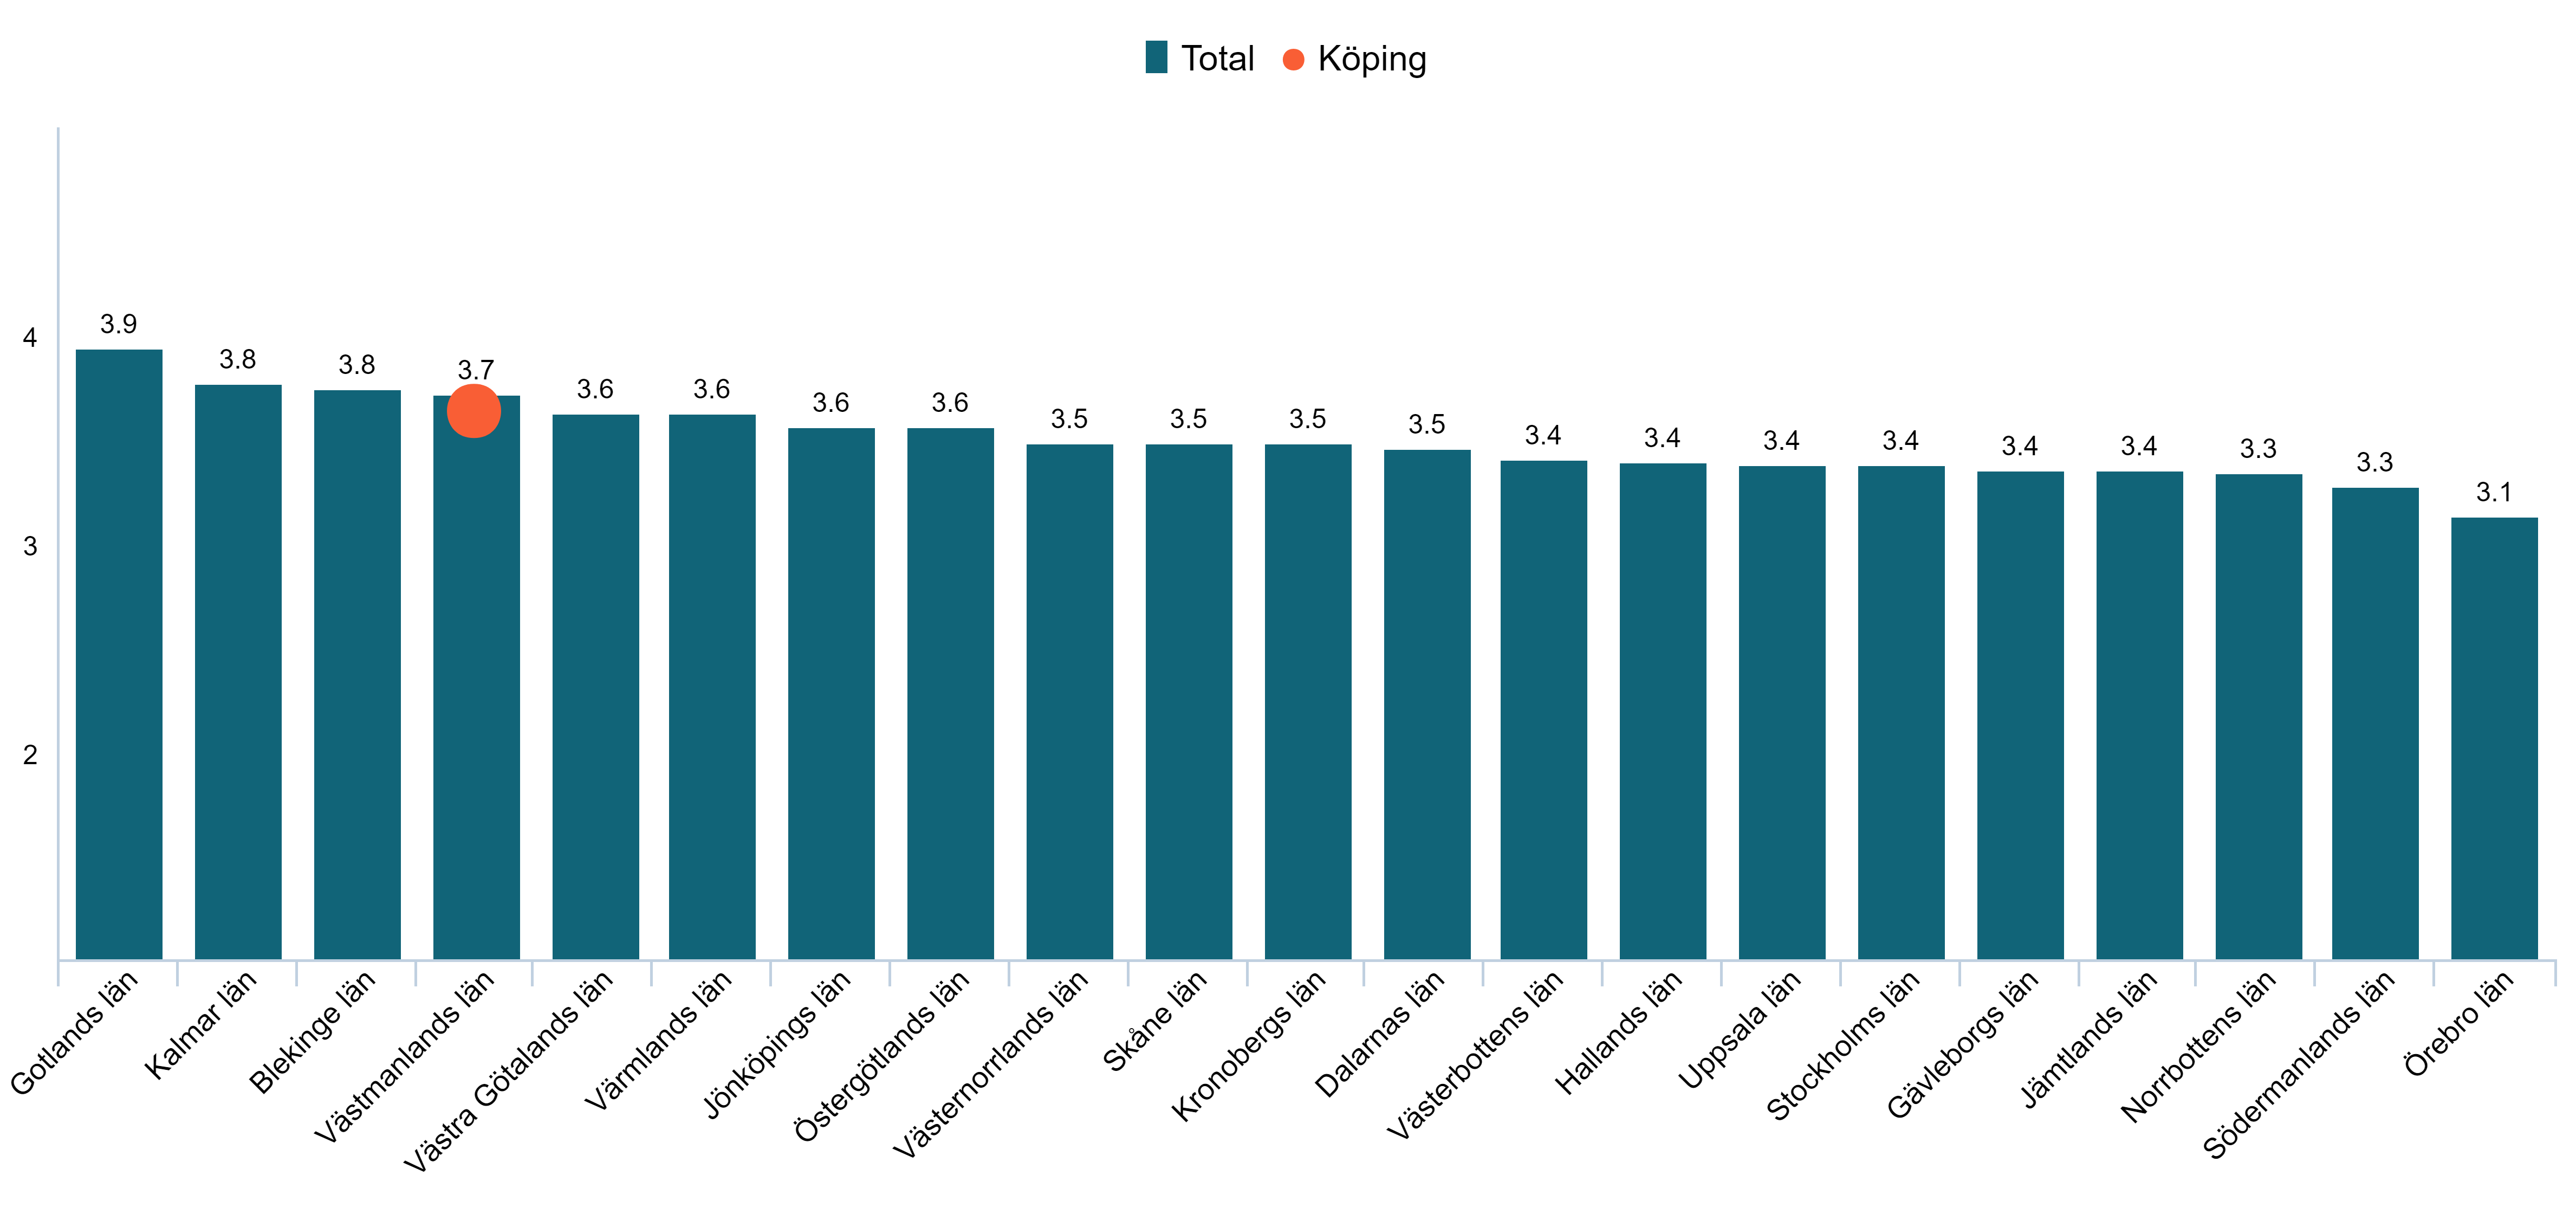 Total Köping
4
3
2
3.9 3.8 3.8 3.7 3.6 3.6 3.6 3.6 3.5 3.5 3.5 3.5 3.4 3.4 3.4 3.4 3.4 3.4 3.3 3.3 3.1
Gotlands län
Kalmar län
Blekinge län
Västmanlands län
Västra Götalands län
Värmlands län
Jönköpings län
Östergötlands län
Västernorrlands län
Skåne län
Kronobergs län
Dalarnas län
Västerbottens län
Hallands län
Uppsala län
Stockholms län
Gävleborgs län
Jämtlands län
Norrbottens län
Södermanlands län
Örebro län